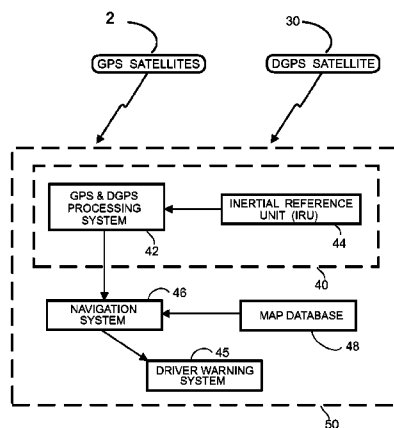 2
30
GPS SATELLITES
DGPS SATELLITE
GPS & DGPS
PROCESSING
SYSTEM
42
INERTIAL REFERENCE
UNIT (IRU)
44
40
46
NAVIGATION
SYSTEM
MAP DATABASE
48
45
DRIVER WARNING
SYSTEM
50